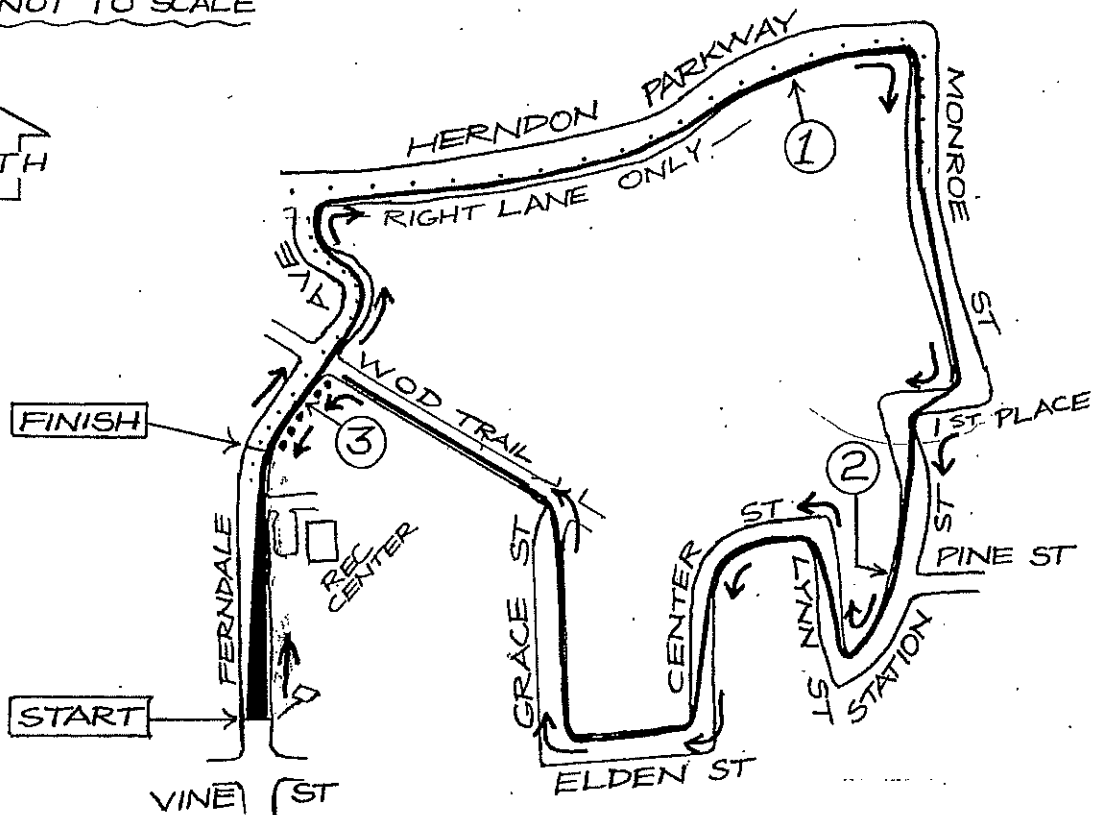 NOT TO SCALE
TH
HERNDON PARKWAY
MONROE ST
1
RIGHT LANE ONLY
AVE
WOD TRAIL
FINISH
3
1ST PLACE
2
ST
PINE ST
REC CENTER
FERNDALE
GRACE ST
CENTER ST
LYNN ST
STATION
START
ELDEN ST
VINE ST